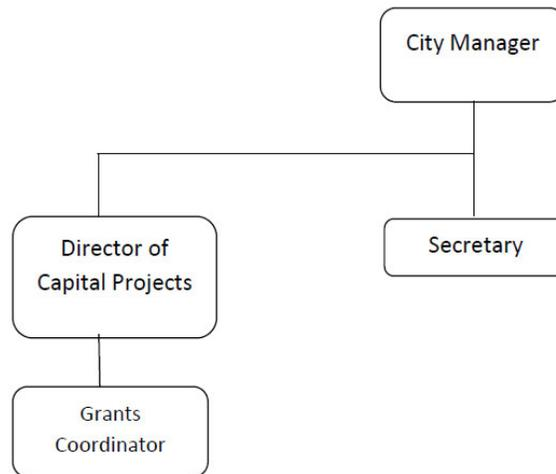 City Manager
Director of
Capital Projects
Secretary
Grants
Coordinator